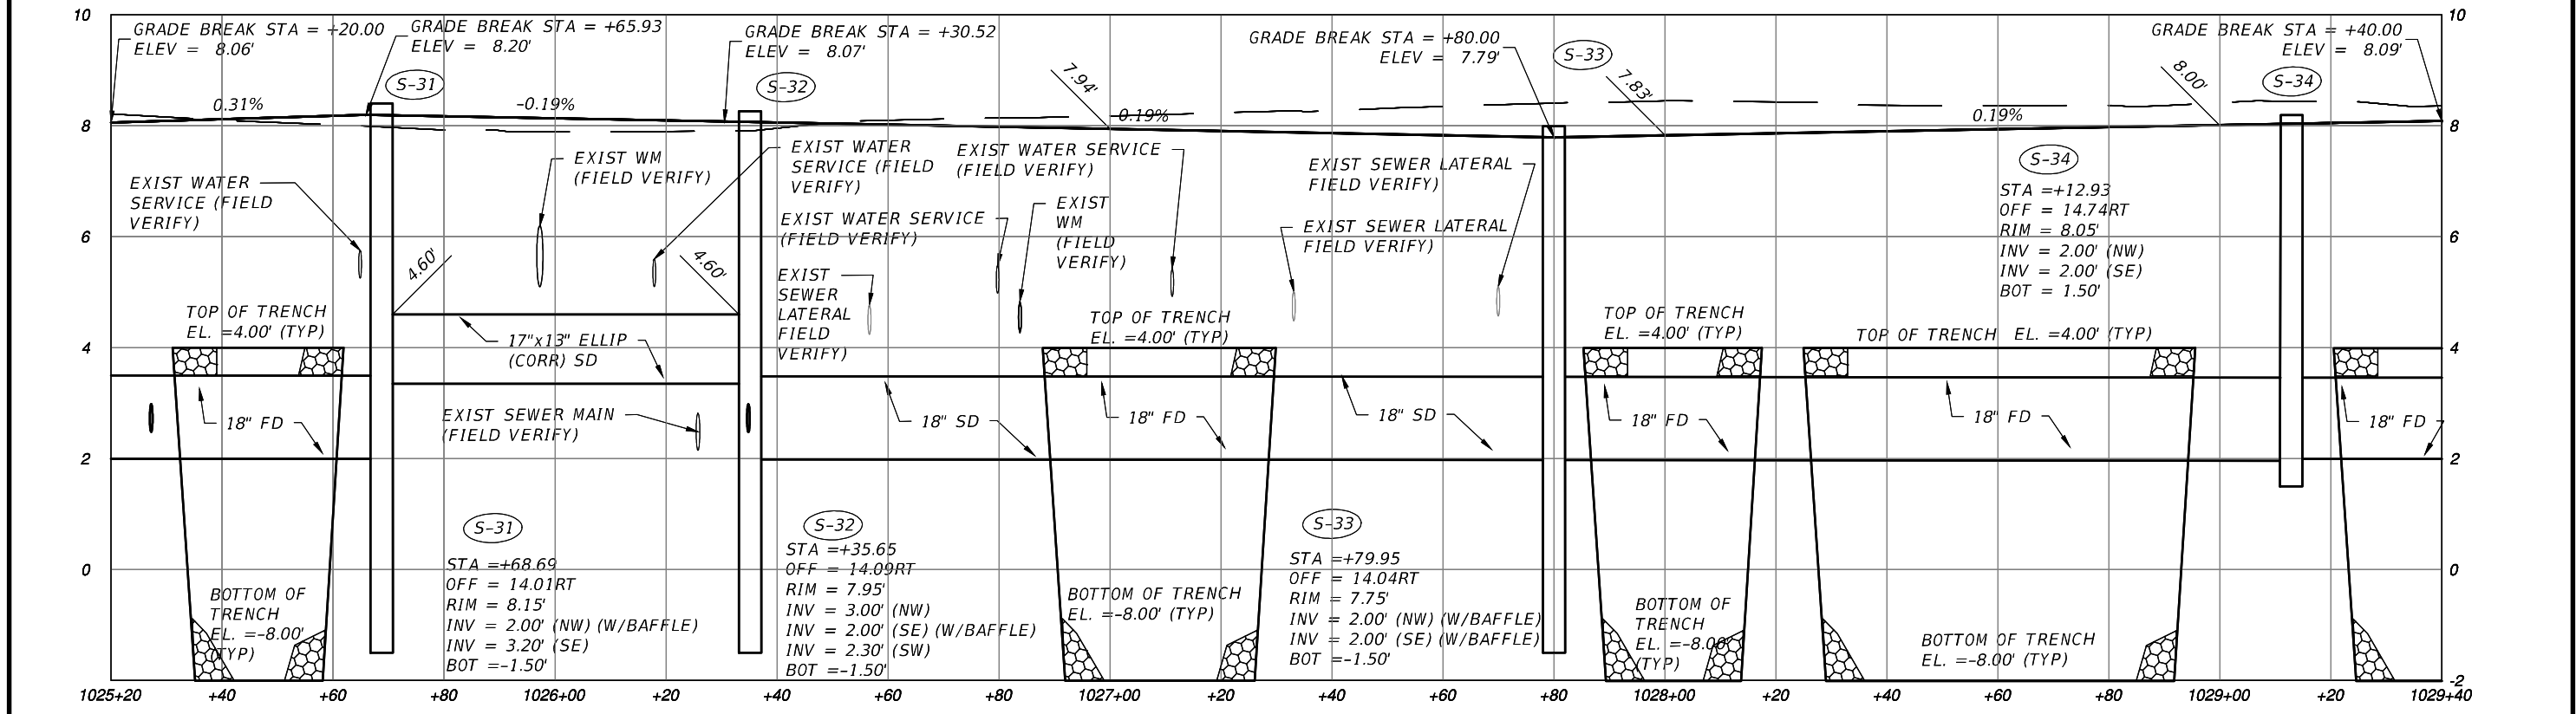 10
10
GRADE BREAK STA = +20.00
ELEV = 8.06'
GRADE BREAK STA = +65.93
ELEV = 8.20'
GRADE BREAK STA = +30.52
ELEV = 8.07'
GRADE BREAK STA = +80.00
ELEV = 7.79'
GRADE BREAK STA = +40.00
ELEV = 8.09'
S-31
S-32
S-33
S-34
7.94'
7.83'
8.00'
0.31%
-0.19%
-0.19%
0.19%
8
8
EXIST WATER
SERVICE (FIELD
VERIFY)
EXIST WM
(FIELD VERIFY)
EXIST WATER
SERVICE (FIELD
VERIFY)
EXIST WATER SERVICE
(FIELD VERIFY)
EXIST WATER SERVICE
(FIELD VERIFY)
EXIST
WM
(FIELD
VERIFY)
EXIST SEWER LATERAL
FIELD VERIFY)
EXIST SEWER LATERAL
FIELD VERIFY)
EXIST
SEWER
LATERAL
FIELD
VERIFY)
S-34
STA =+12.93
OFF = 14.74RT
RIM = 8.05'
INV = 2.00' (NW)
INV = 2.00' (SE)
BOT = 1.50'
6
6
4.60'
4.60'
TOP OF TRENCH
EL. =4.00' (TYP)
17"x13" ELLIP
(CORR) SD
TOP OF TRENCH
EL. =4.00' (TYP)
TOP OF TRENCH
EL. =4.00' (TYP)
TOP OF TRENCH EL. =4.00' (TYP)
4
4
18" FD
EXIST SEWER MAIN
(FIELD VERIFY)
18" SD
18" FD
18" SD
18" FD
18" FD
18" FD
2
2
S-31
STA =+68.69
OFF = 14.01RT
RIM = 8.15'
INV = 2.00' (NW) (W/BAFFLE)
INV = 3.20' (SE)
BOT =-1.50'
S-32
STA =+35.65
OFF = 14.09RT
RIM = 7.95'
INV = 3.00' (NW)
INV = 2.00' (SE) (W/BAFFLE)
INV = 2.30' (SW)
BOT =-1.50'
S-33
STA =+79.95
OFF = 14.04RT
RIM = 7.75'
INV = 2.00' (NW) (W/BAFFLE)
INV = 2.00' (SE) (W/BAFFLE)
BOT =-1.50'
0
0
BOTTOM OF
TRENCH
EL. =-8.00'
(TYP)
BOTTOM OF TRENCH
EL. =-8.00' (TYP)
BOTTOM OF
TRENCH
EL. =-8.00'
(TYP)
BOTTOM OF TRENCH
EL. =-8.00' (TYP)
-2
1025+20 +40 +60 +80 1026+00 +20 +40 +60 +80 1027+00 +20 +40 +60 +80 1028+00 +20 +40 +60 +80 1029+00 +20 1029+40